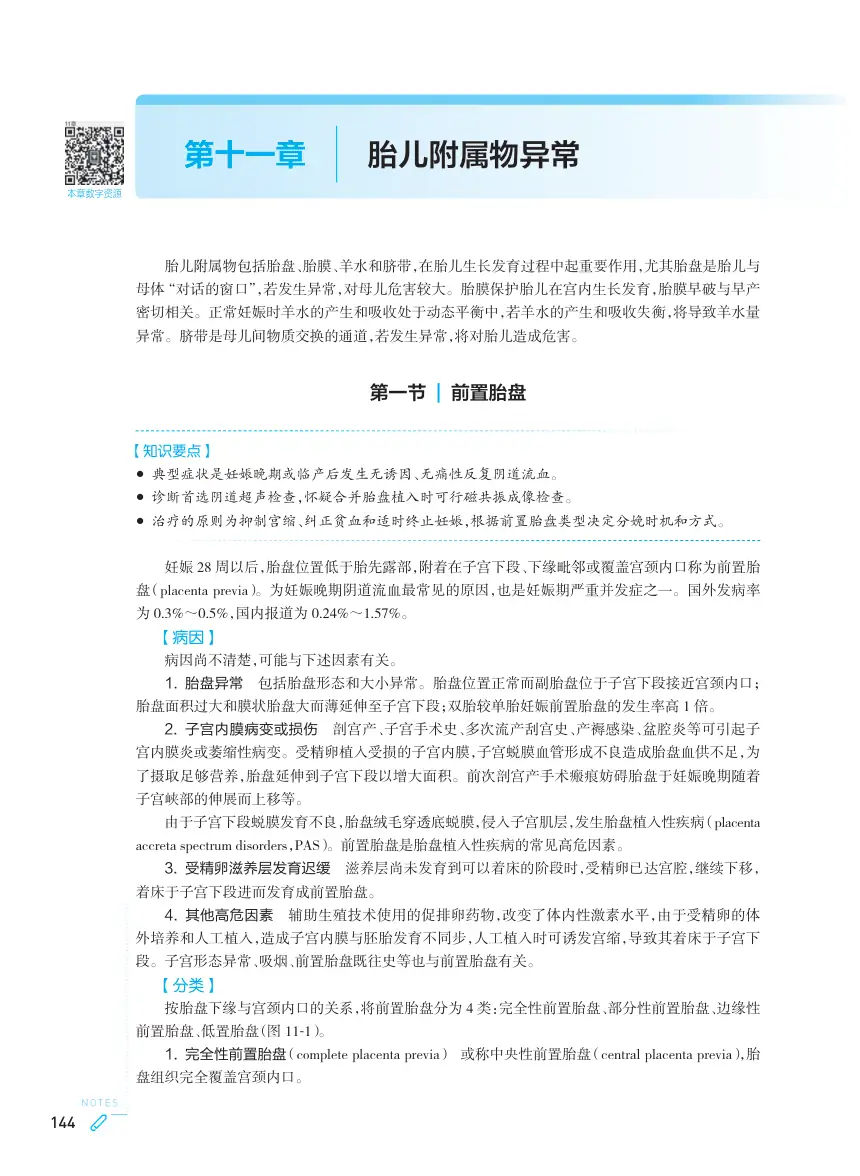 11章
本章数字资源
第十一章 胎儿附属物异常
胎儿附属物包括胎盘、胎膜、羊水和脐带,在胎儿生长发育过程中起重要作用,尤其胎盘是胎儿与
母体“对话的窗口”,若发生异常,对母儿危害较大。胎膜保护胎儿在宫内生长发育,胎膜早破与早产
密切相关。正常妊娠时羊水的产生和吸收处于动态平衡中,若羊水的产生和吸收失衡,将导致羊水量
异常。脐带是母儿间物质交换的通道,若发生异常,将对胎儿造成危害。
第一节 | 前置胎盘
【知识要点】
● 典型症状是妊娠晚期或临产后发生无诱因、无痛性反复阴道流血。
● 诊断首选阴道超声检查,怀疑合并胎盘植入时可行磁共振成像检查。
● 治疗的原则为抑制宫缩、纠正贫血和适时终止妊娠,根据前置胎盘类型决定分娩时机和方式。
妊娠 28 周以后,胎盘位置低于胎先露部,附着在子宫下段、下缘毗邻或覆盖宫颈内口称为前置胎
盘(placenta previa)。为妊娠晚期阴道流血最常见的原因,也是妊娠期严重并发症之一。国外发病率
为 0.3%~0.5%,国内报道为 0.24%~1.57%。
【病因】
病因尚不清楚,可能与下述因素有关。
1. 胎盘异常 包括胎盘形态和大小异常。胎盘位置正常而副胎盘位于子宫下段接近宫颈内口;
胎盘面积过大和膜状胎盘大而薄延伸至子宫下段;双胎较单胎妊娠前置胎盘的发生率高 1 倍。
2. 子宫内膜病变或损伤 剖宫产、子宫手术史、多次流产刮宫史、产褥感染、盆腔炎等可引起子
宫内膜炎或萎缩性病变。受精卵植入受损的子宫内膜,子宫蜕膜血管形成不良造成胎盘血供不足,为
了摄取足够营养,胎盘延伸到子宫下段以增大面积。前次剖宫产手术瘢痕妨碍胎盘于妊娠晚期随着
子宫峡部的伸展而上移等。
由于子宫下段蜕膜发育不良,胎盘绒毛穿透底蜕膜,侵入子宫肌层,发生胎盘植入性疾病(placenta
accreta spectrum disorders,PAS)。前置胎盘是胎盘植入性疾病的常见高危因素。
3. 受精卵滋养层发育迟缓 滋养层尚未发育到可以着床的阶段时,受精卵已达宫腔,继续下移,
着床于子宫下段进而发育成前置胎盘。
4. 其他高危因素 辅助生殖技术使用的促排卵药物,改变了体内性激素水平,由于受精卵的体
外培养和人工植入,造成子宫内膜与胚胎发育不同步,人工植入时可诱发宫缩,导致其着床于子宫下
段。子宫形态异常、吸烟、前置胎盘既往史等也与前置胎盘有关。
【分类】
按胎盘下缘与宫颈内口的关系,将前置胎盘分为 4 类:完全性前置胎盘、部分性前置胎盘、边缘性
前置胎盘、低置胎盘(图 11-1)。
1. 完全性前置胎盘(complete placenta previa) 或称中央性前置胎盘(central placenta previa),胎
盘组织完全覆盖宫颈内口。
NOTES
144